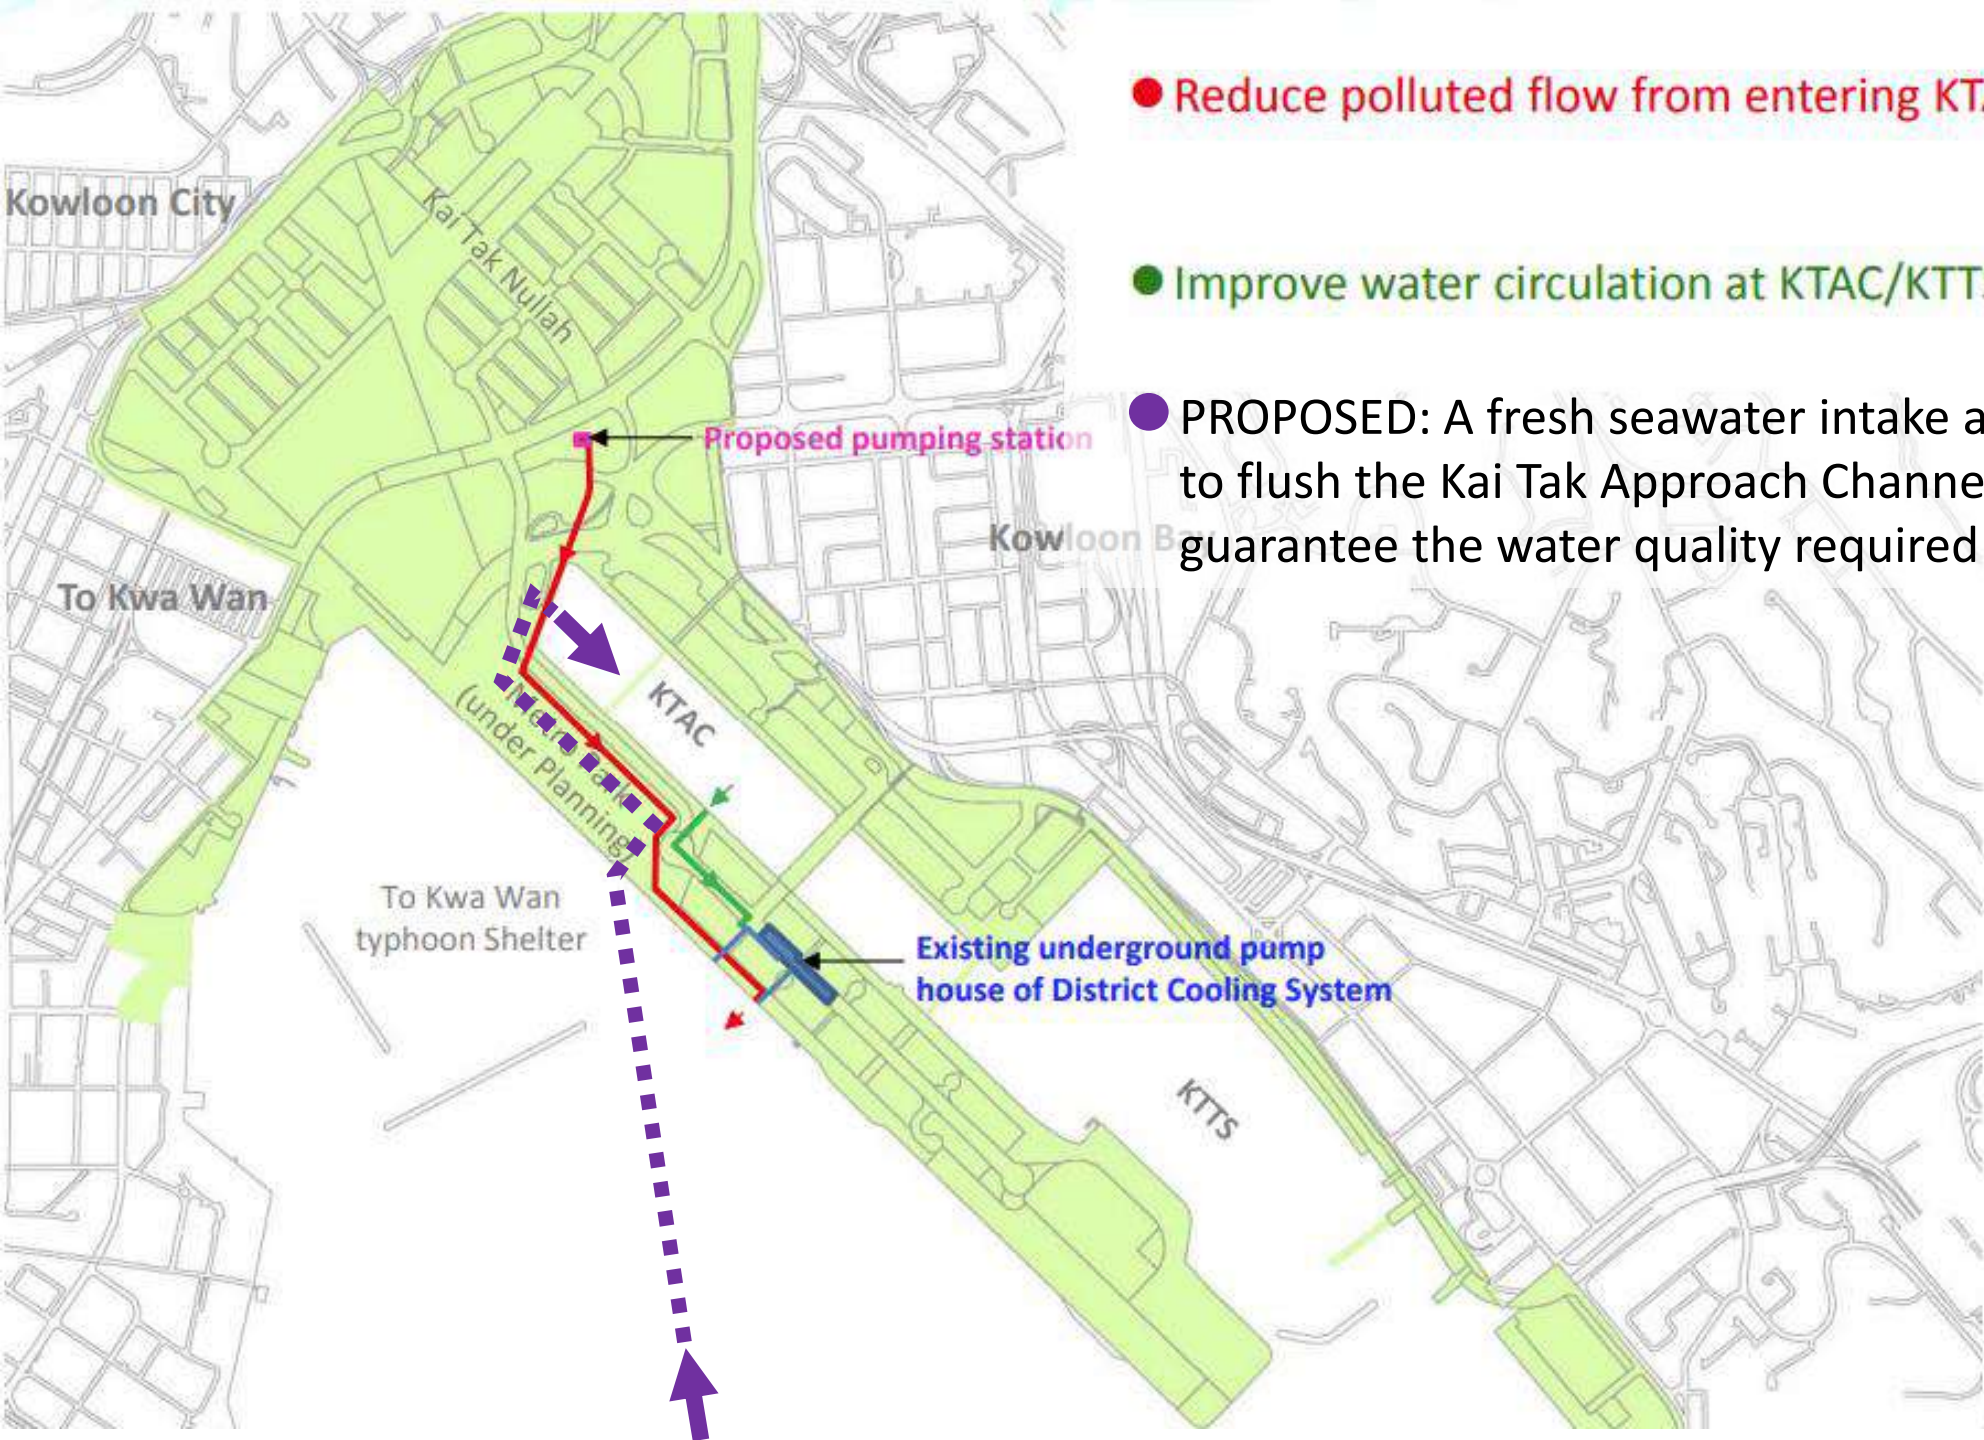 Reduce polluted flow from entering KT
Kowloon City
Kai Tak Nullah
Improve water circulation at KTAC/KTT
PROPOSED: A fresh seawater intake a
to flush the Kai Tak Approach Channe
guarantee the water quality required
Proposed pumping station
Kowloon Bay
To Kwa Wan
KTAC
Metro Park
(under Planning)
To Kwa Wan
typhoon Shelter
Existing underground pump
house of District Cooling System
KTTS